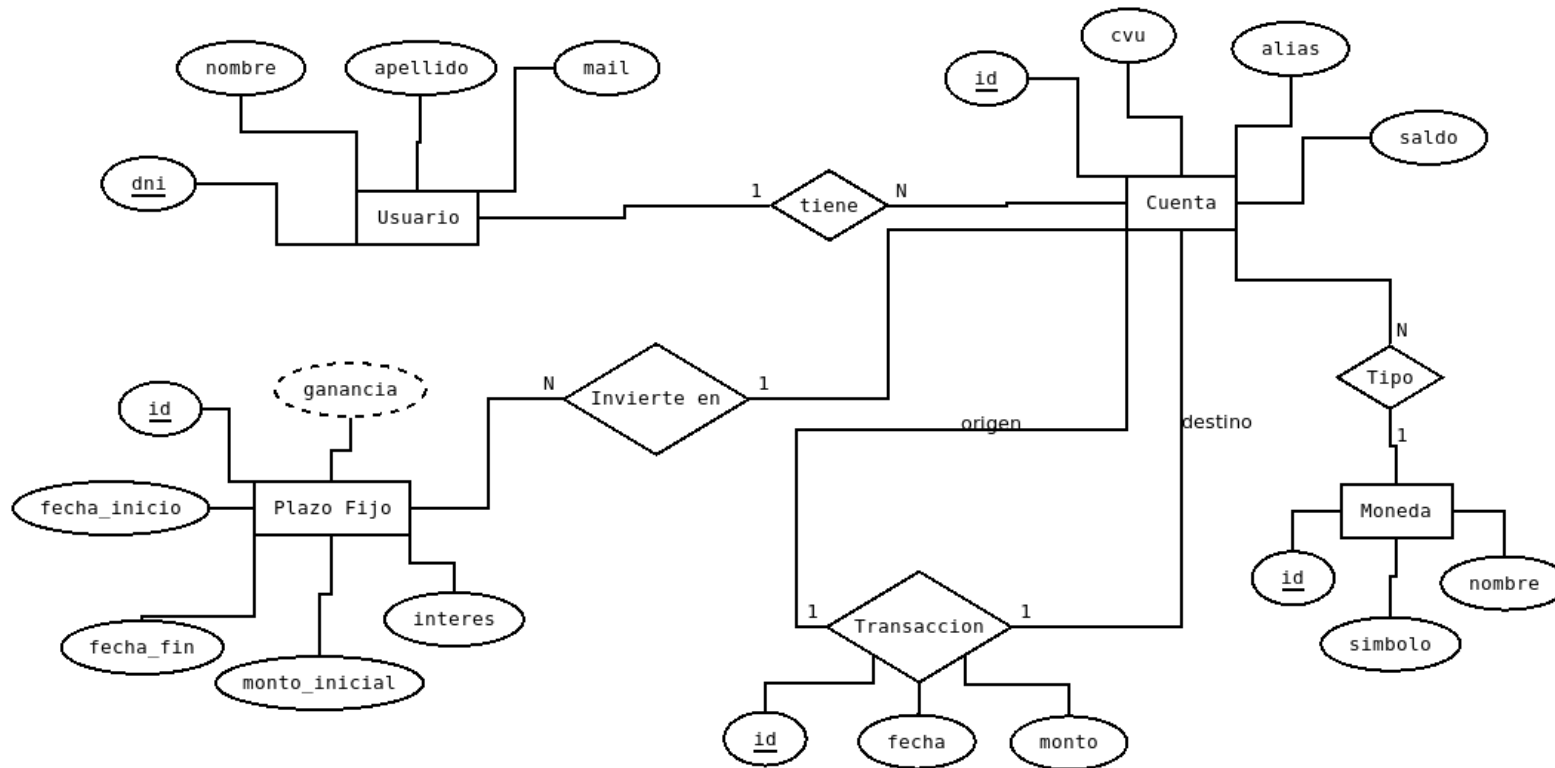 cvu
alias
nombre
apellido
mail
id
saldo
dni
Usuario
1
tiene
N
Cuenta
N
Tipo
1
ganancia
id
N
Invierte en
1
origen
destino
fecha_inicio
Plazo Fijo
Moneda
id
nombre
simbolo
interes
fecha_fin
monto_inicial
1
Transaccion
1
id
fecha
monto